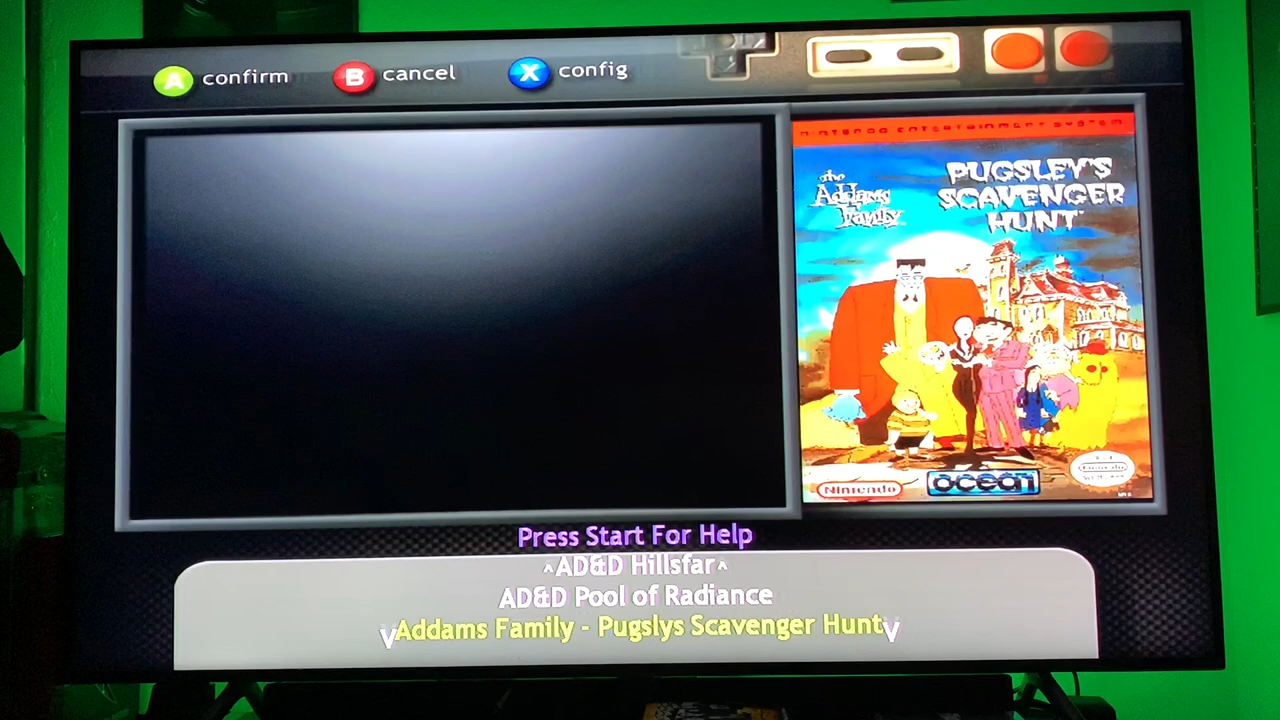 A confirm B cancel X config
nintendo entertainment system
the Addams Family
PUGSLEY'S SCAVENGER HUNT™
Nintendo
ocean
Press Start For Help
^AD&D Hillsfar^
AD&D Pool of Radiance
VAddams Family - Pugslys Scavenger HuntV